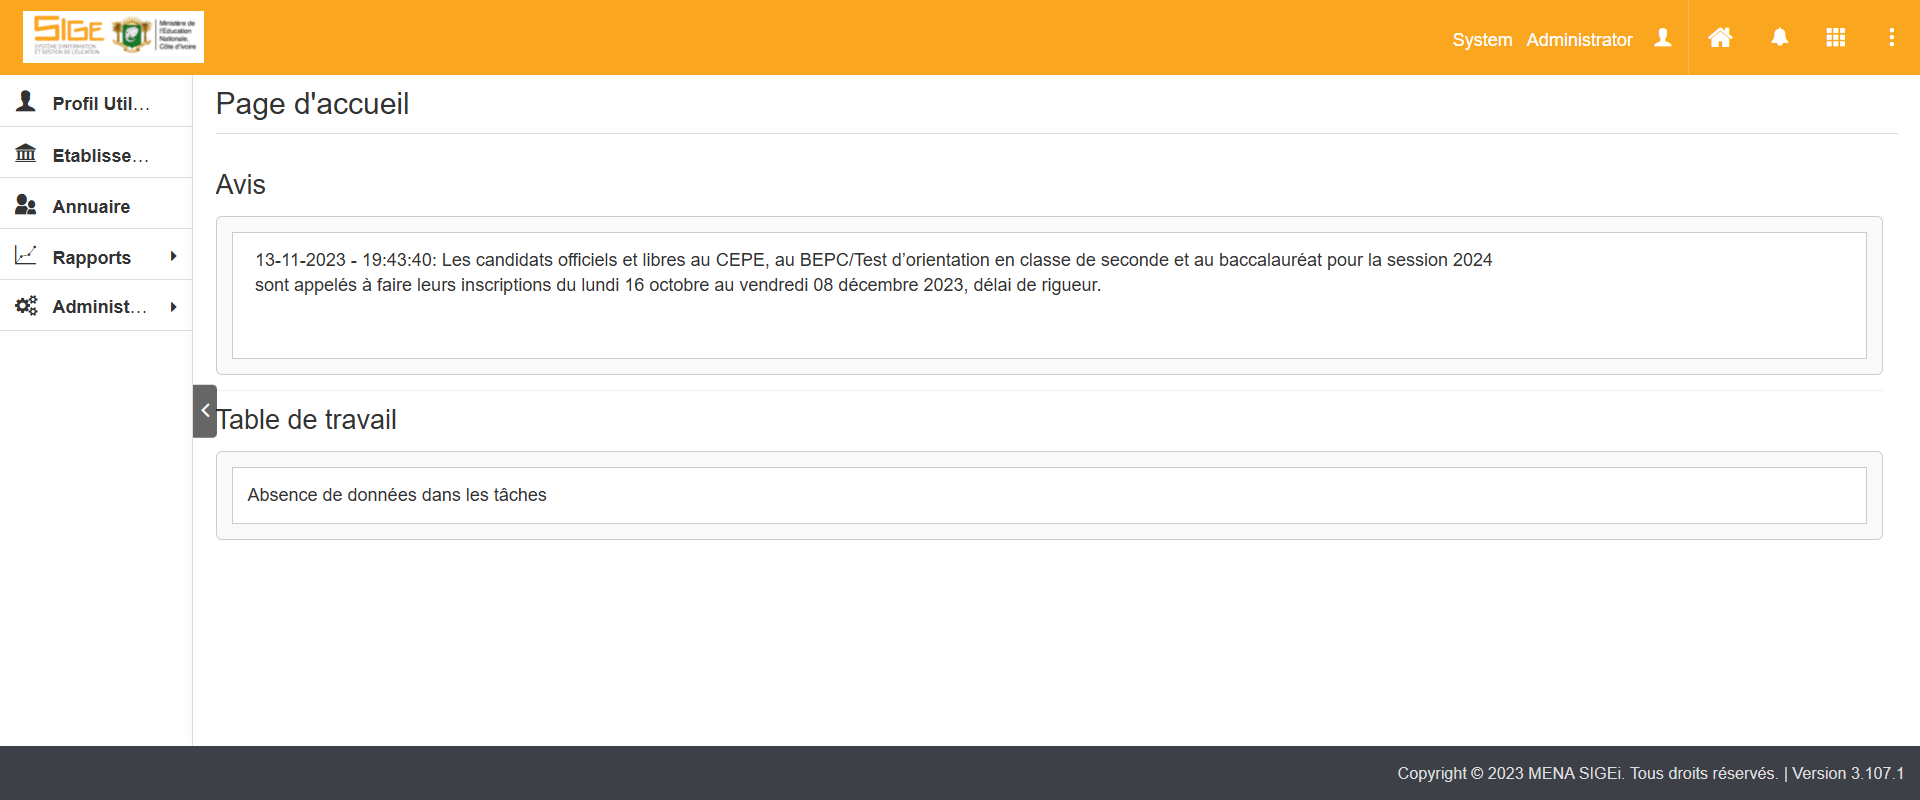 SIGE
SYSTÈME D'INFORMATION
ET GESTION DE L'ÉDUCATION
Ministère de
l'Education
Nationale,
Côte d'Ivoire
System Administrator
Profil Util...
Etablisse...
Annuaire
Rapports
Administ...
Page d'accueil
Avis
13-11-2023 - 19:43:40: Les candidats officiels et libres au CEPE, au BEPC/Test d’orientation en classe de seconde et au baccalauréat pour la session 2024
sont appelés à faire leurs inscriptions du lundi 16 octobre au vendredi 08 décembre 2023, délai de rigueur.
Table de travail
Absence de données dans les tâches
Copyright © 2023 MENA SIGEi. Tous droits réservés. | Version 3.107.1